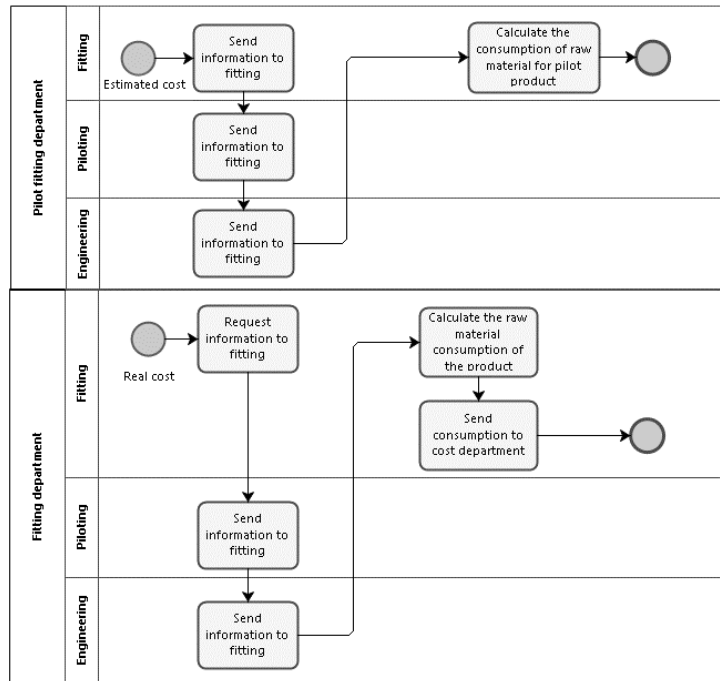 Pilot fitting department
Fitting
Estimated cost
Send
information to
fitting
Calculate the
consumption of raw
material for pilot
product
Piloting
Send
information to
fitting
Engineering
Send
information to
fitting
Fitting department
Fitting
Real cost
Request
information to
fitting
Calculate the raw
material
consumption of
the product
Send
consumption to
cost department
Piloting
Send
information to
fitting
Engineering
Send
information to
fitting